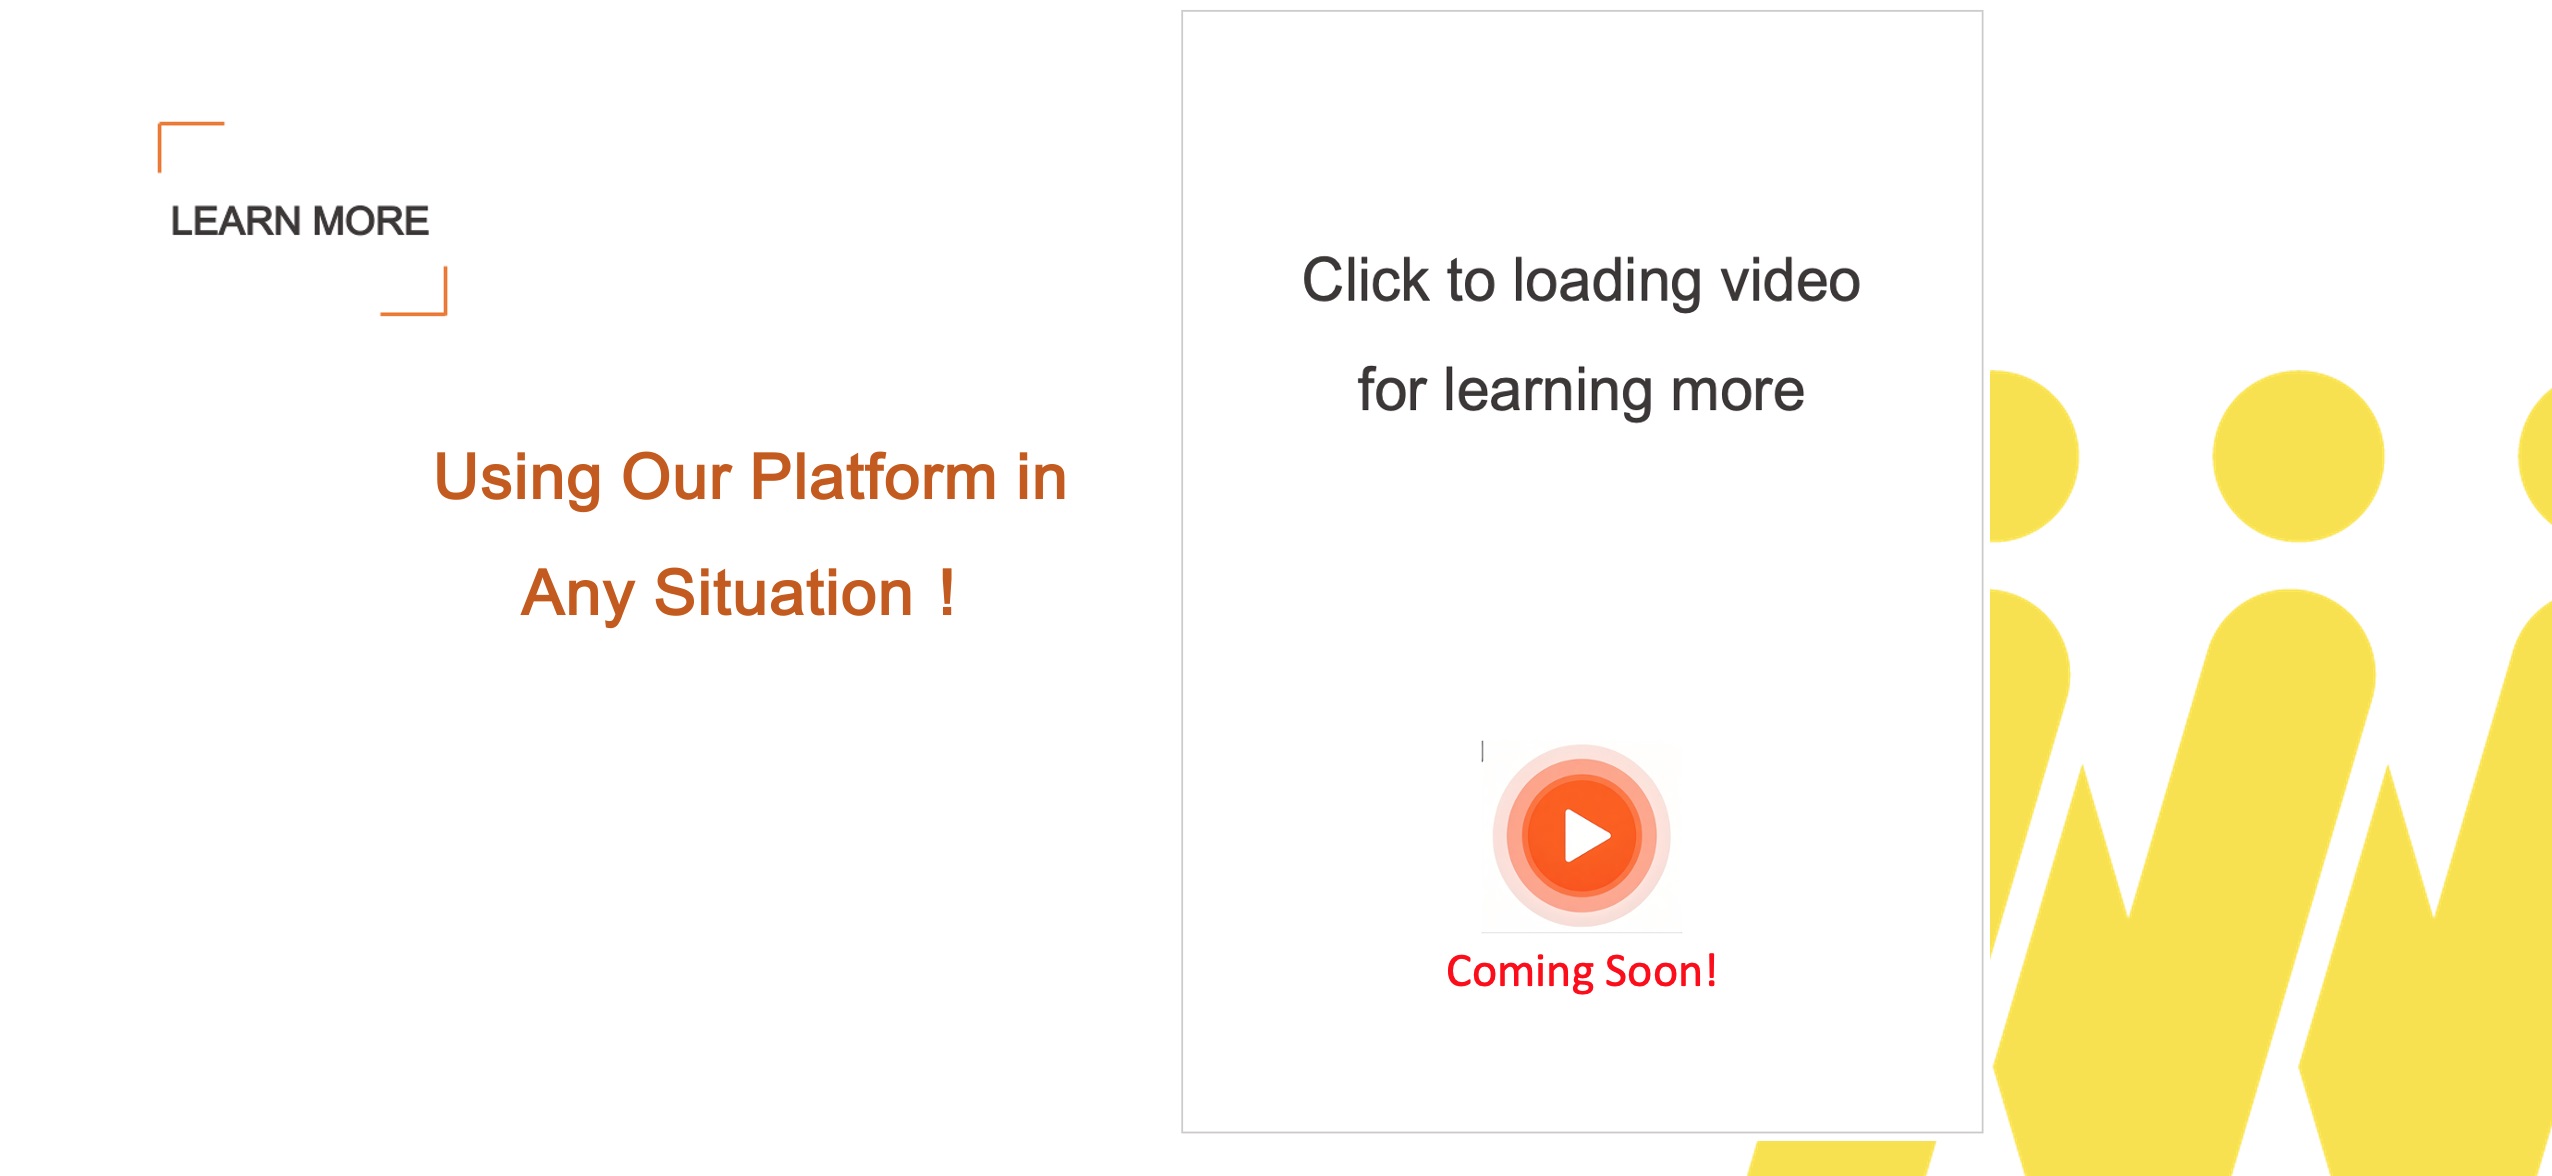 LEARN MORE
Using Our Platform in
Any Situation！
Click to loading video
for learning more
Coming Soon!